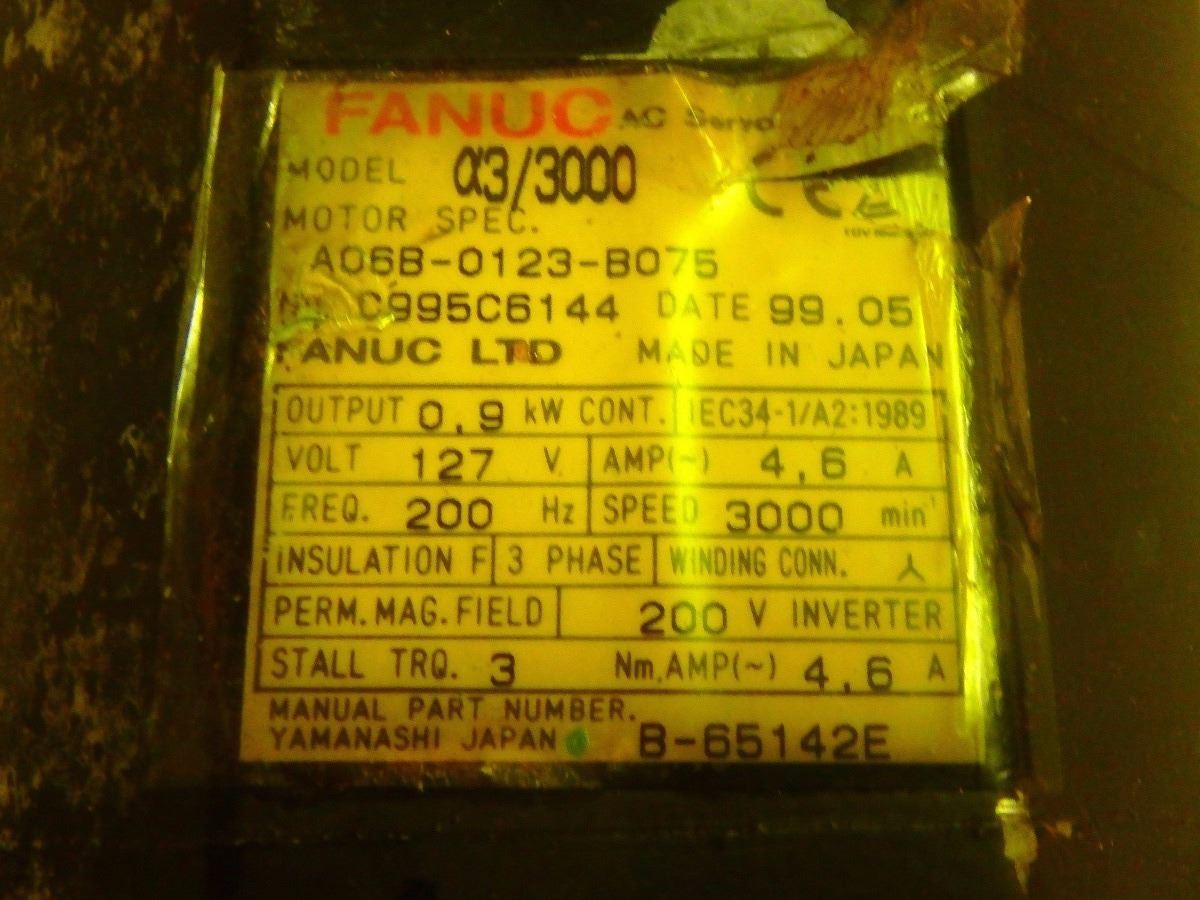 FANUC AC Servo
MODEL α3/3000
MOTOR SPEC.
A06B-0123-B075
C995C6144 DATE 99.05
FANUC LTD MADE IN JAPAN
OUTPUT 0,9 kW CONT. IEC34-1/A2:1989
VOLT 127 V. AMP(~) 4,6 A
FREQ. 200 Hz SPEED 3000 min⁻¹
INSULATION F 3 PHASE WINDING CONN.
PERM.MAG.FIELD 200 V INVERTER
STALL TRQ. 3 Nm.AMP(~) 4,6 A
MANUAL PART NUMBER.
YAMANASHI JAPAN B-65142E